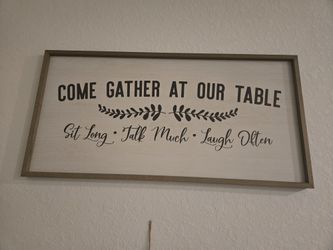 COME GATHER AT OUR TABLE
Sit Long • Talk Much • Laugh Often